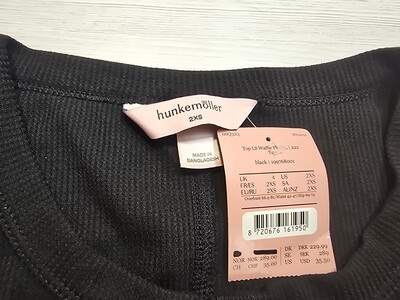 hunkemöller
2XS
MADE IN
BANGLADESH
Top LS Waffle
black |
UK 4 US 2XS
FR/ES 2XS SA 2XS
EU/RU 2XS AU/NZ 2XS
8 720676 161950
NOR NOK 289.00 DK DKK 229.99
SE SEK 289
CH CHF 35.00 US USD 35.50